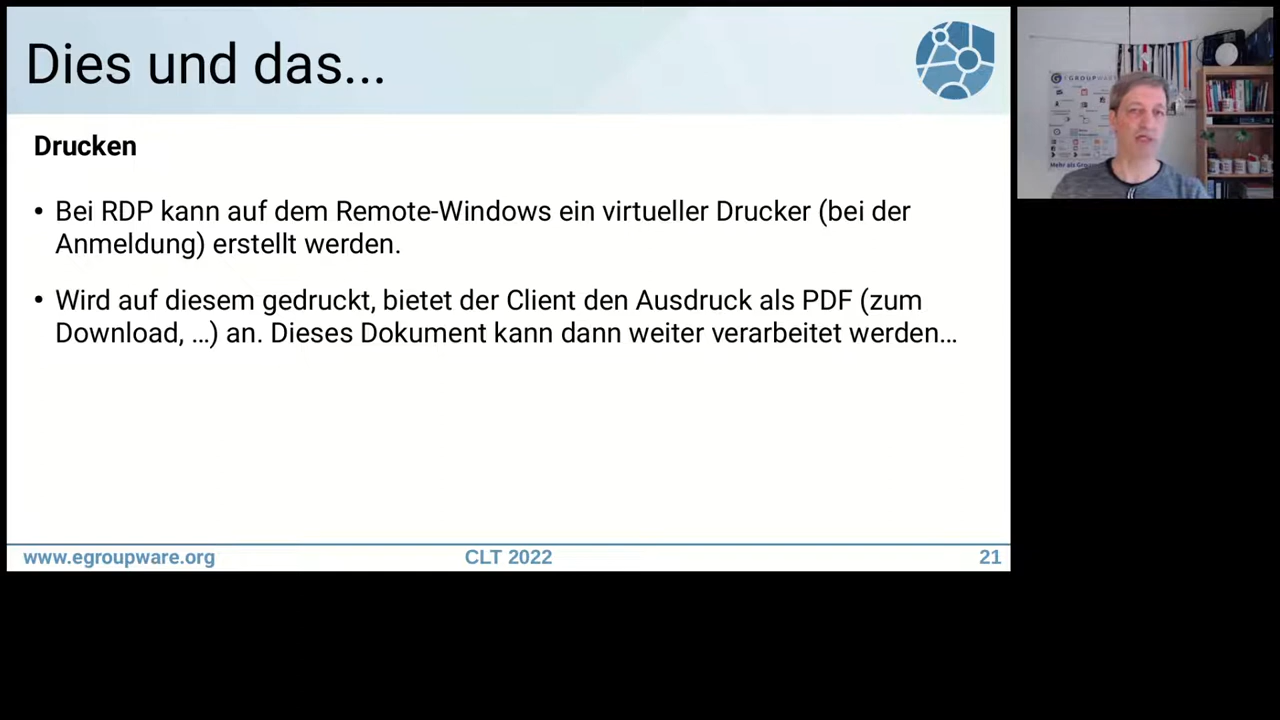 Dies und das...
Drucken
• Bei RDP kann auf dem Remote-Windows ein virtueller Drucker (bei der
Anmeldung) erstellt werden.
• Wird auf diesem gedruckt, bietet der Client den Ausdruck als PDF (zum
Download, ...) an. Dieses Dokument kann dann weiter verarbeitet werden...
www.egroupware.org
CLT 2022
21
EGROUPWARE